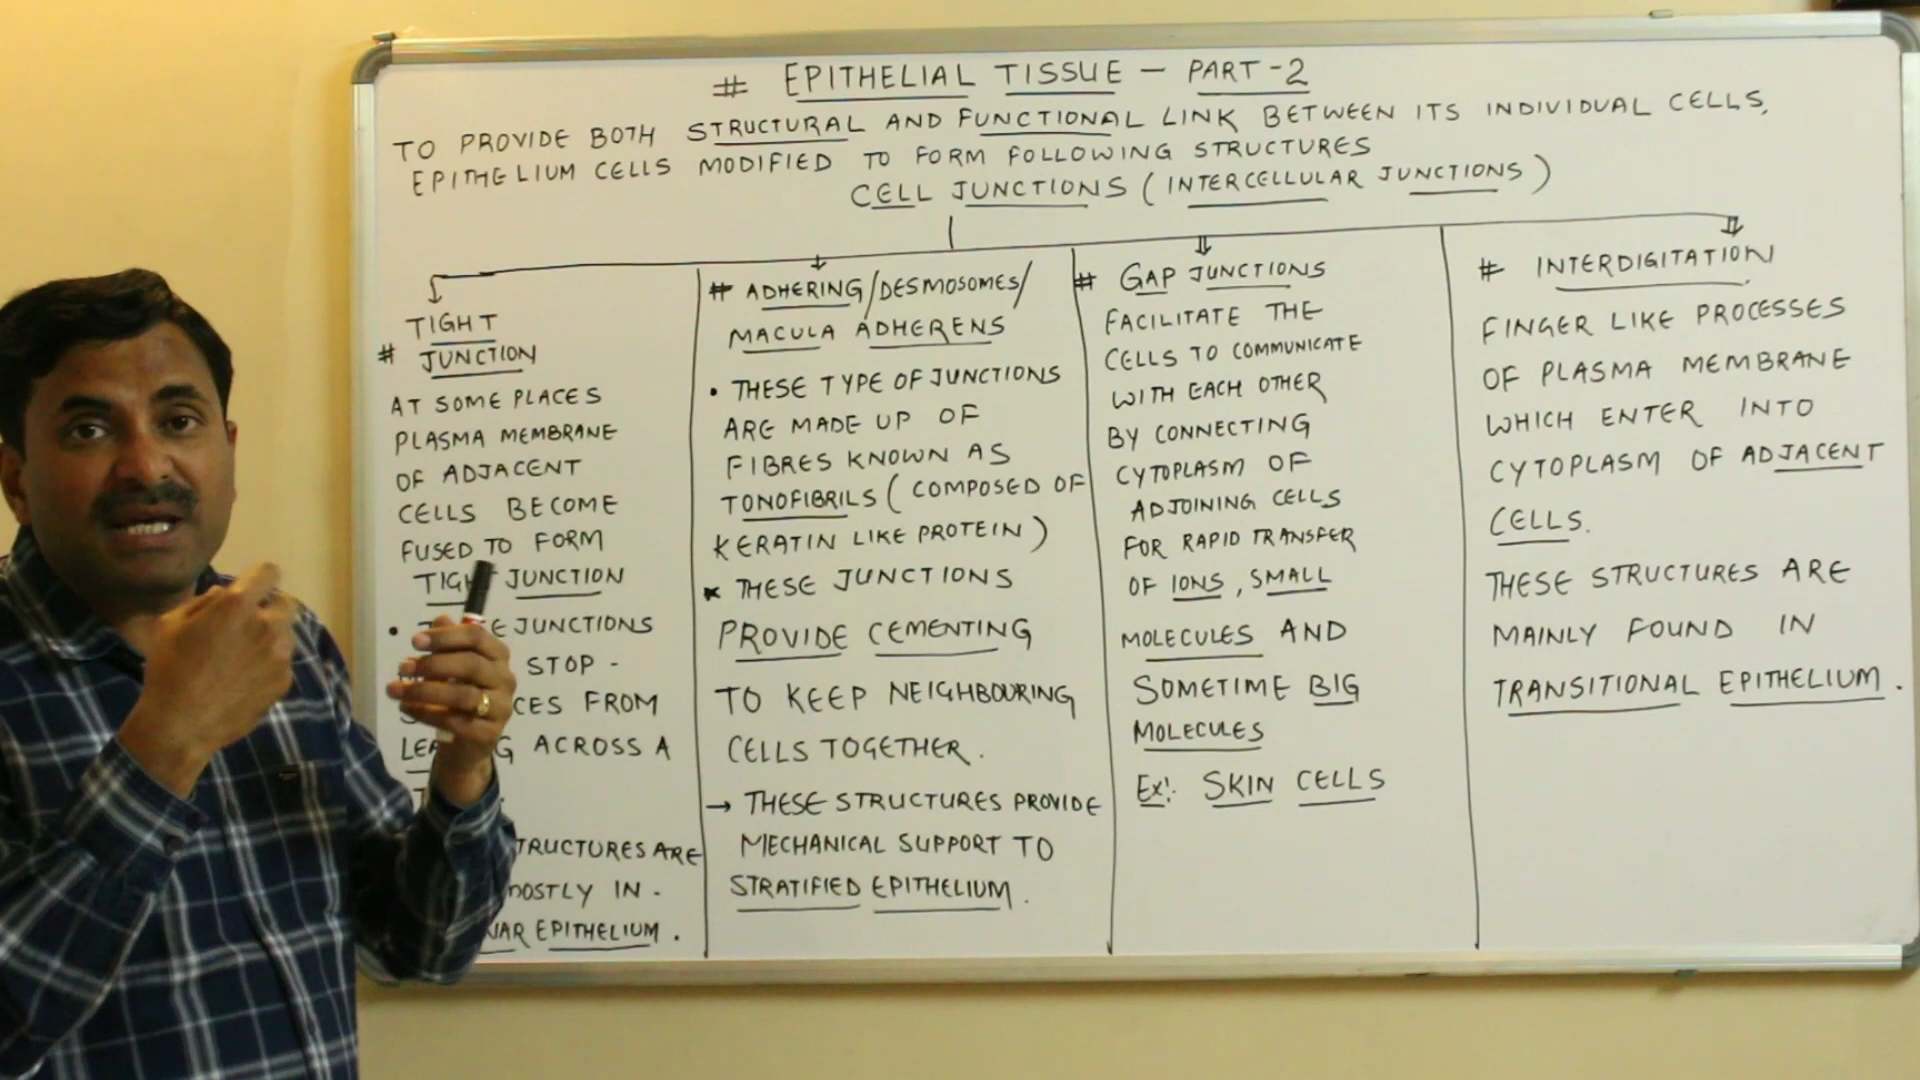 # EPITHELIAL TISSUE - PART-2
TO PROVIDE BOTH STRUCTURAL AND FUNCTIONAL LINK BETWEEN ITS INDIVIDUAL CELLS,
EPITHELIUM CELLS MODIFIED TO FORM FOLLOWING STRUCTURES
CELL JUNCTIONS (INTERCELLULAR JUNCTIONS)
TIGHT
# JUNCTION
AT SOME PLACES
PLASMA MEMBRANE
OF ADJACENT
CELLS BECOME
FUSED TO FORM
JUNCTION
JUNCTIONS
STOP -
FROM
ACROSS A
ARE
IN -
EPITHELIUM.
# ADHERING/DESMOSOMES/
MACULA ADHERENS
• THESE TYPE OF JUNCTIONS
ARE MADE UP OF
FIBRES KNOWN AS
TONOFIBRILS (COMPOSED OF
KERATIN LIKE PROTEIN)
* THESE JUNCTIONS
PROVIDE CEMENTING
TO KEEP NEIGHBOURING
CELLS TOGETHER.
→ THESE STRUCTURES PROVIDE
MECHANICAL SUPPORT TO
STRATIFIED EPITHELIUM.
# GAP JUNCTIONS
FACILITATE THE
CELLS TO COMMUNICATE
WITH EACH OTHER
BY CONNECTING
CYTOPLASM OF
ADJOINING CELLS
FOR RAPID TRANSFER
OF IONS, SMALL
MOLECULES AND
SOMETIME BIG
MOLECULES
EX: SKIN CELLS
# INTERDIGITATION
FINGER LIKE PROCESSES
OF PLASMA MEMBRANE
WHICH ENTER INTO
CYTOPLASM OF ADJACENT
CELLS.
THESE STRUCTURES ARE
MAINLY FOUND IN
TRANSITIONAL EPITHELIUM.